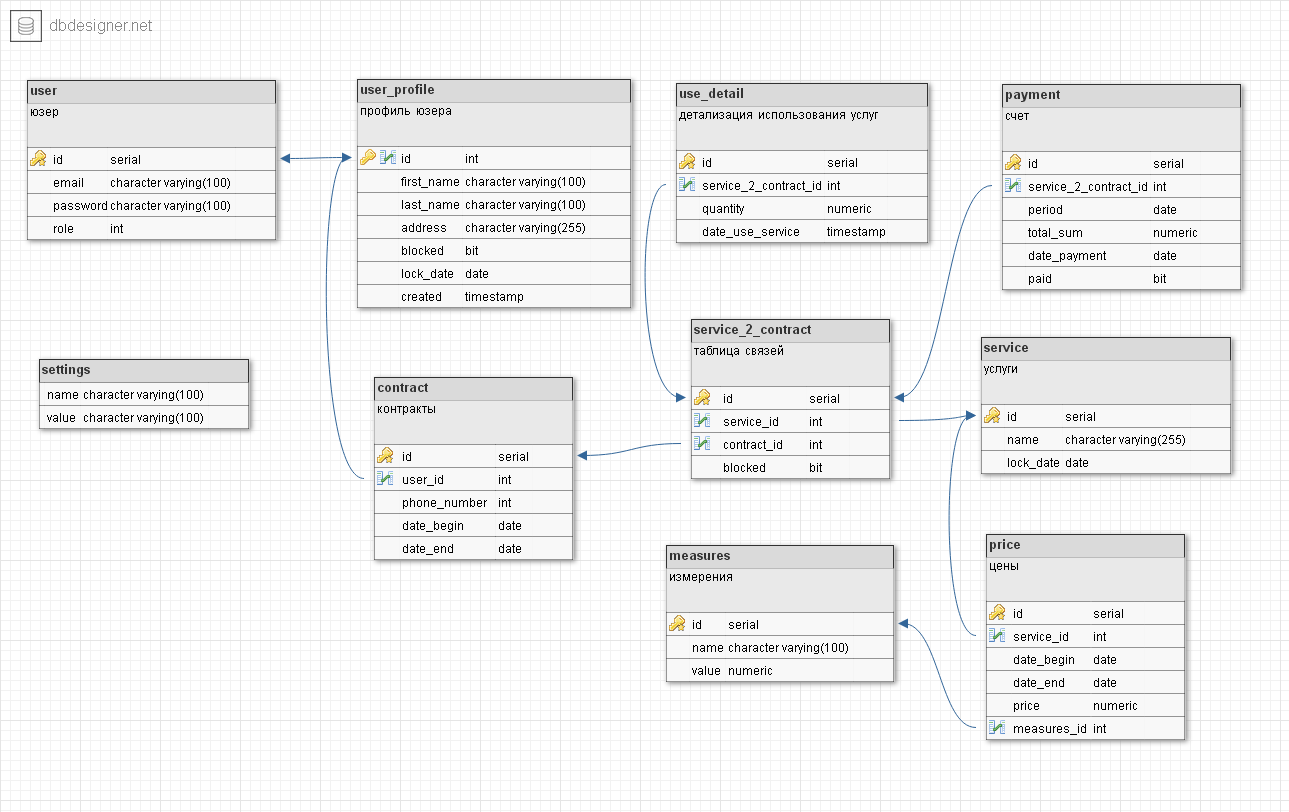 dbdesigner.net
user
юзер
id serial
email character varying(100)
password character varying(100)
role int
user_profile
профиль юзера
id int
first_name character varying(100)
last_name character varying(100)
address character varying(255)
blocked bit
lock_date date
created timestamp
use_detail
детализация использования услуг
id serial
service_2_contract_id int
quantity numeric
date_use_service timestamp
payment
счет
id serial
service_2_contract_id int
period date
total_sum numeric
date_payment date
paid bit
settings
name character varying(100)
value character varying(100)
contract
контракты
id serial
user_id int
phone_number int
date_begin date
date_end date
service_2_contract
таблица связей
id serial
service_id int
contract_id int
blocked bit
service
услуги
id serial
name character varying(255)
lock_date date
measures
измерения
id serial
name character varying(100)
value numeric
price
цены
id serial
service_id int
date_begin date
date_end date
price numeric
measures_id int